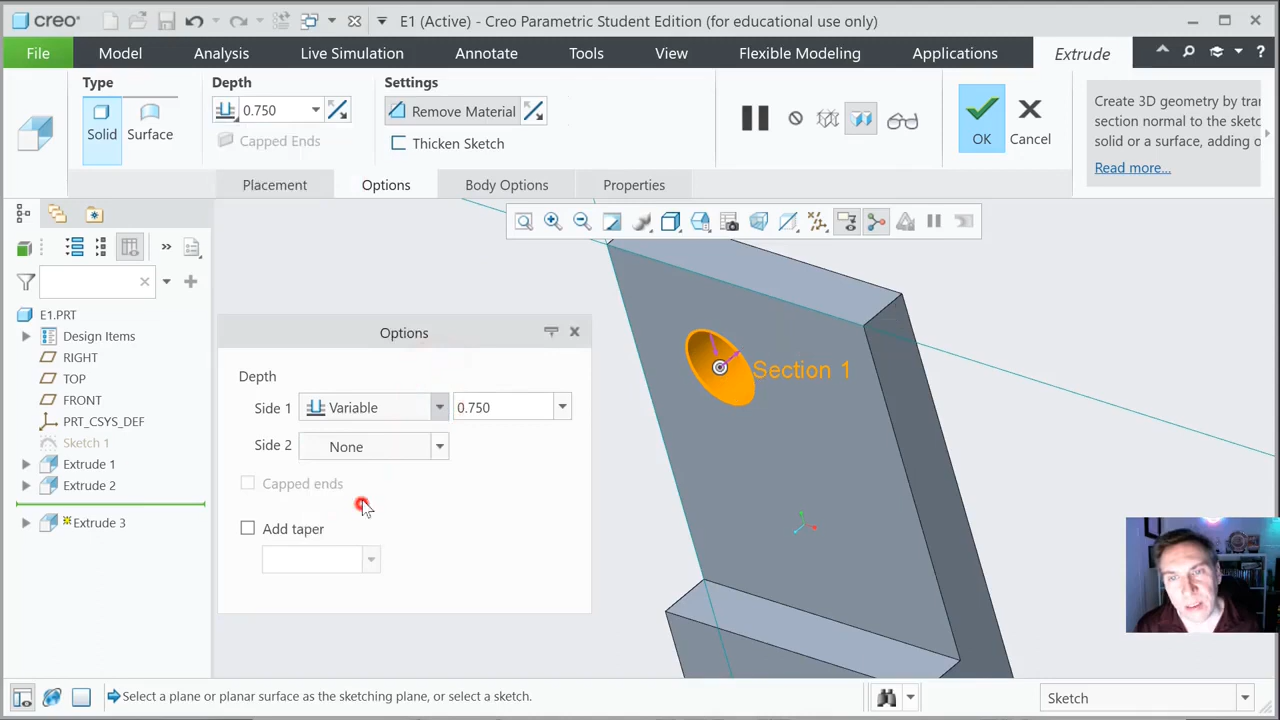 creo
E1 (Active) - Creo Parametric Student Edition (for educational use only)
File
Model
Analysis
Live Simulation
Annotate
Tools
View
Flexible Modeling
Applications
Extrude
Type
Depth
Settings
Solid
Surface
0.750
Capped Ends
Remove Material
Thicken Sketch
OK
Cancel
Create 3D geometry by tra
section normal to the sketc
solid or a surface, adding o
Read more...
Placement
Options
Body Options
Properties
E1.PRT
Design Items
RIGHT
TOP
FRONT
PRT_CSYS_DEF
Sketch 1
Extrude 1
Extrude 2
Extrude 3
Options
Depth
Side 1 Variable 0.750
Side 2 None
Capped ends
Add taper
Section 1
Select a plane or planar surface as the sketching plane, or select a sketch.
Sketch